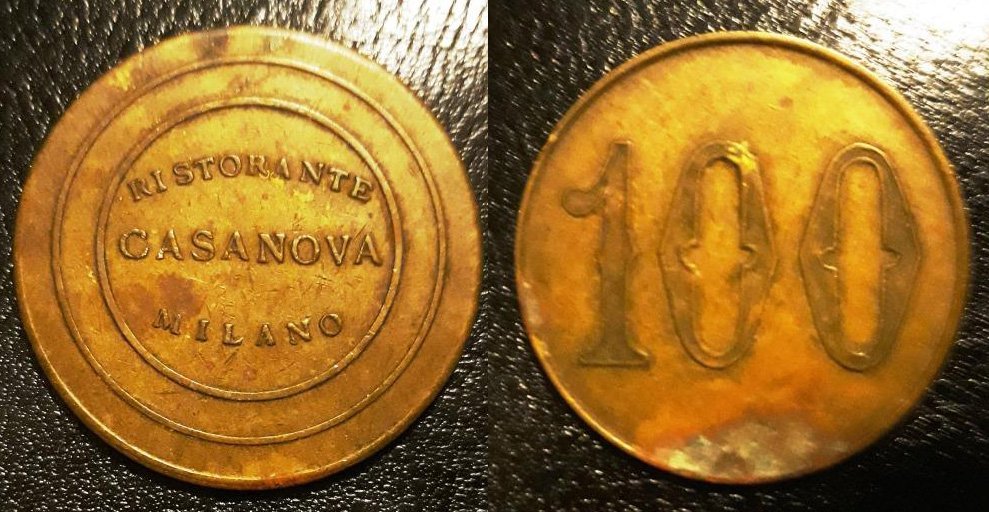 RISTORANTE
CASANOVA
MILANO
100